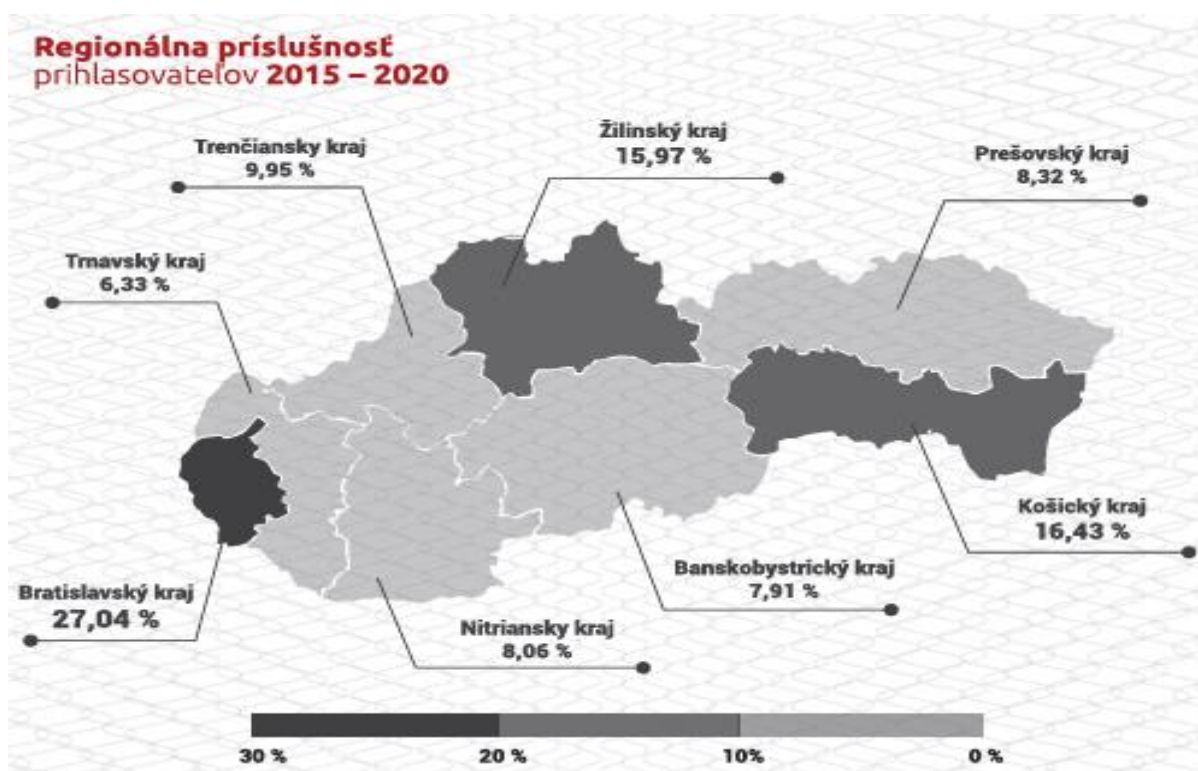 Regionálna príslušnosť
prihlasovateľov 2015 – 2020
Žilinský kraj
15,97 %
Trenčiansky kraj
9,95 %
Prešovský kraj
8,32 %
Trnavský kraj
6,33 %
Košický kraj
16,43 %
Banskobystrický kraj
7,91 %
Bratislavský kraj
27,04 %
Nitriansky kraj
8,06 %
30 % 20 % 10% 0 %